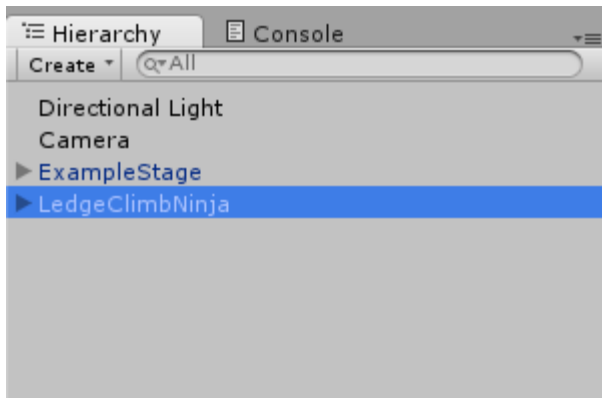 Hierarchy Console
Create All
Directional Light
Camera
ExampleStage
LedgeClimbNinja